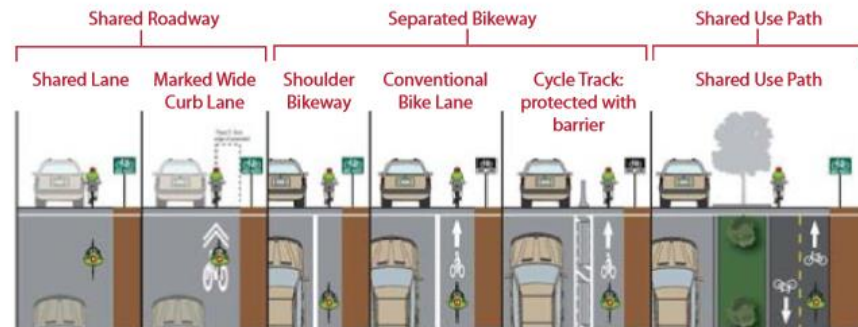 Shared Roadway
Separated Bikeway
Shared Use Path
Shared Lane
Marked Wide
Curb Lane
Shoulder
Bikeway
Conventional
Bike Lane
Cycle Track:
protected with
barrier
Shared Use Path